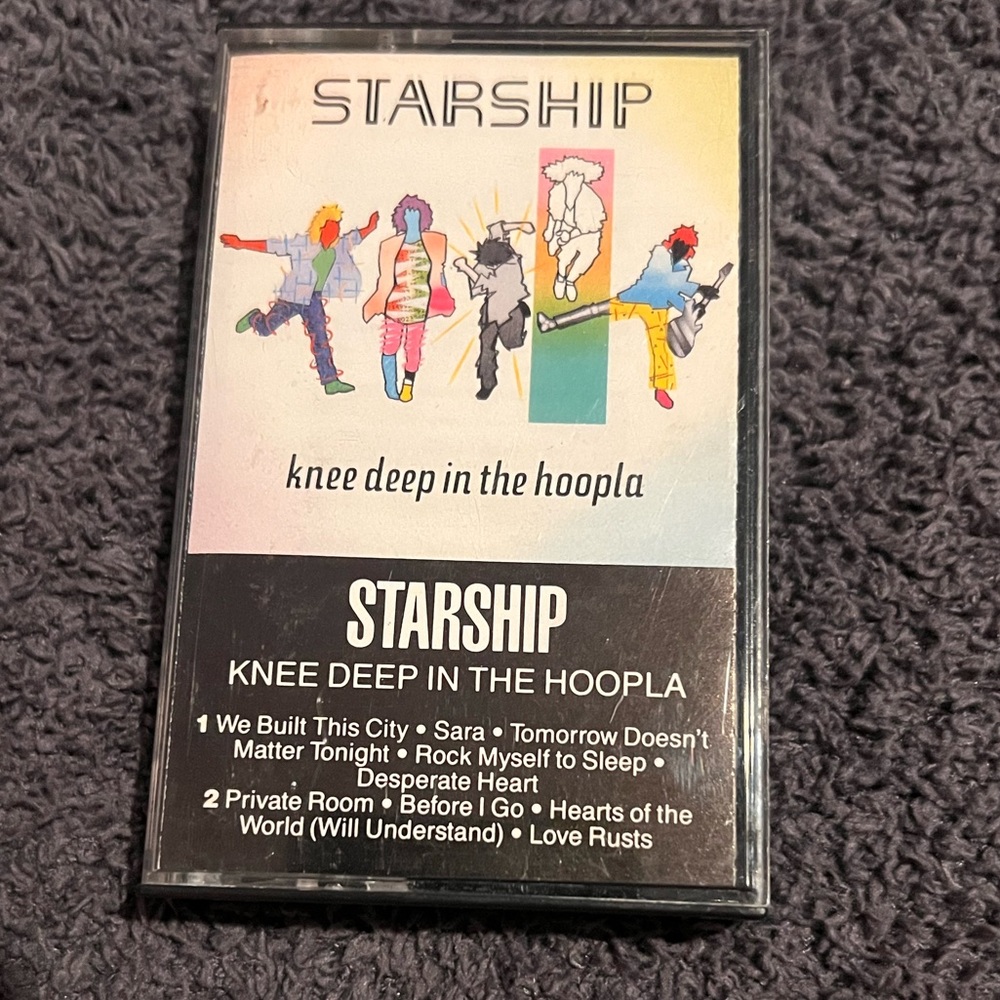 STARSHIP
knee deep in the hoopla
STARSHIP
KNEE DEEP IN THE HOOPLA
1 We Built This City • Sara • Tomorrow Doesn't
Matter Tonight • Rock Myself to Sleep •
Desperate Heart
2 Private Room • Before I Go • Hearts of the
World (Will Understand) • Love Rusts